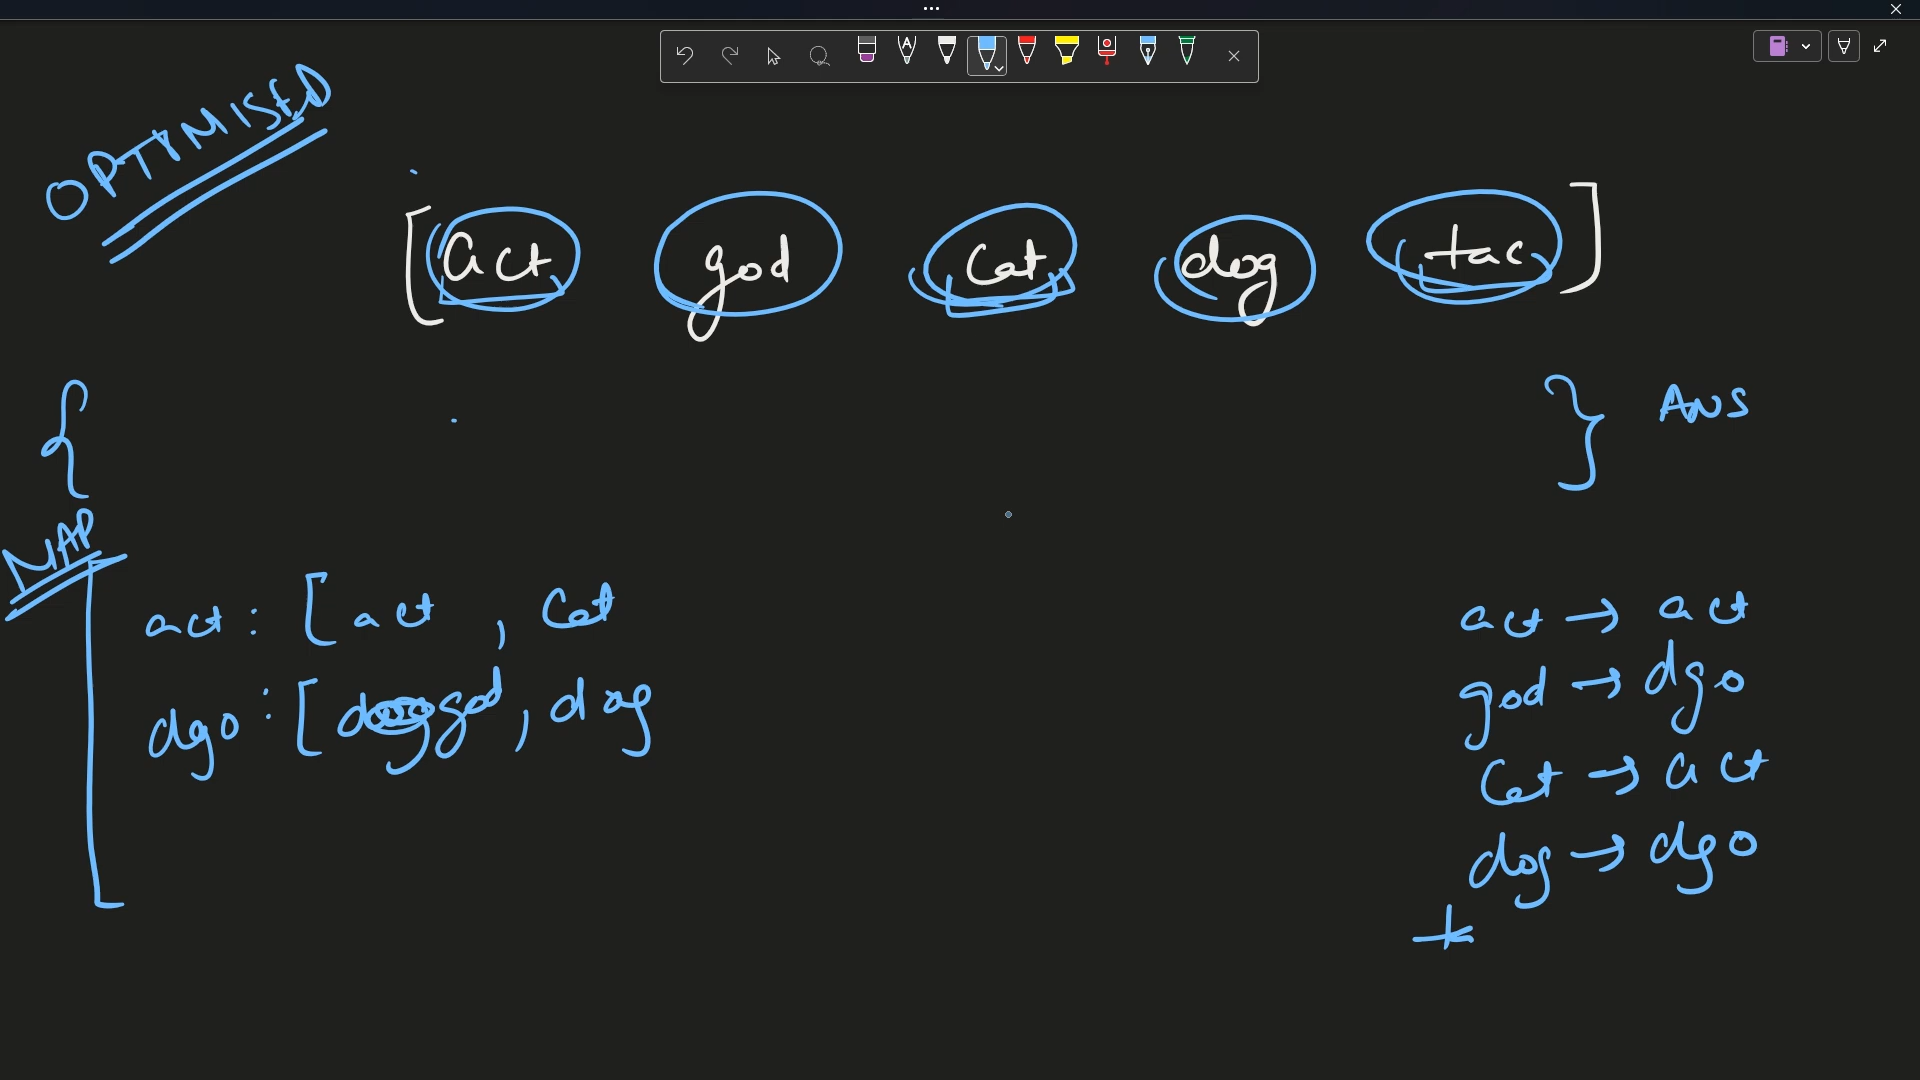 OPTIMISED
[act god cat dog tac]
{ } ANS
MAP
act : [act, cat
dgo : [god, dog
act → act
god → dgo
cat → act
dog → dgo
t